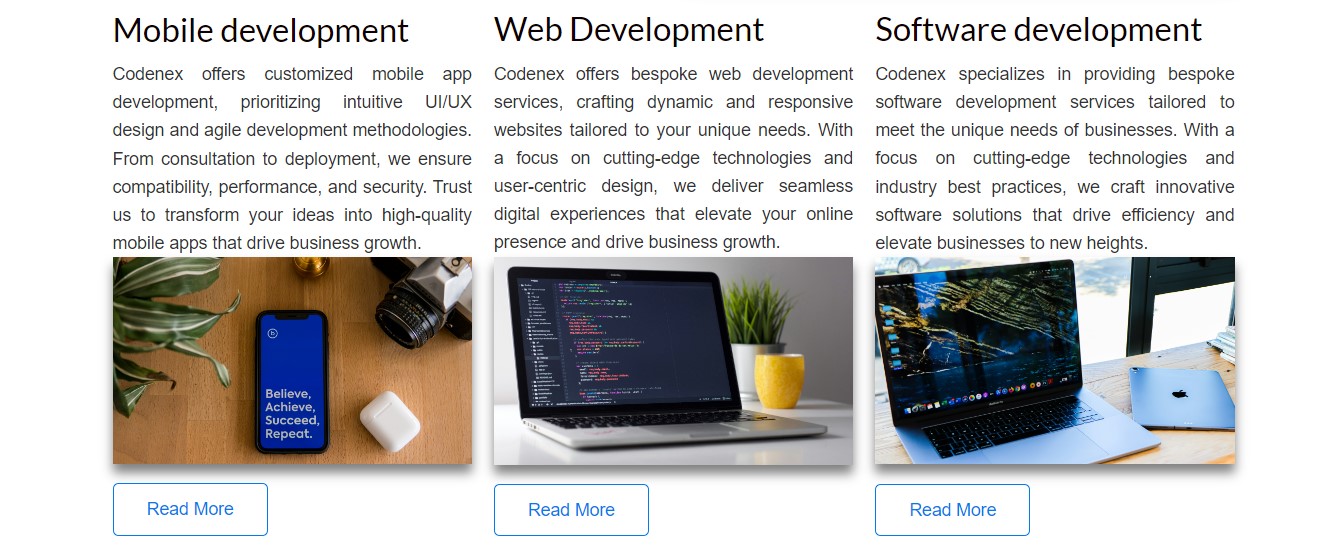 Mobile development
Codenex offers customized mobile app
development, prioritizing intuitive UI/UX
design and agile development methodologies.
From consultation to deployment, we ensure
compatibility, performance, and security. Trust
us to transform your ideas into high-quality
mobile apps that drive business growth.
Believe,
Achieve,
Succeed,
Repeat.
Read More
Web Development
Codenex offers bespoke web development
services, crafting dynamic and responsive
websites tailored to your unique needs. With
a focus on cutting-edge technologies and
user-centric design, we deliver seamless
digital experiences that elevate your online
presence and drive business growth.
Read More
Software development
Codenex specializes in providing bespoke
software development services tailored to
meet the unique needs of businesses. With a
focus on cutting-edge technologies and
industry best practices, we craft innovative
software solutions that drive efficiency and
elevate businesses to new heights.
Read More